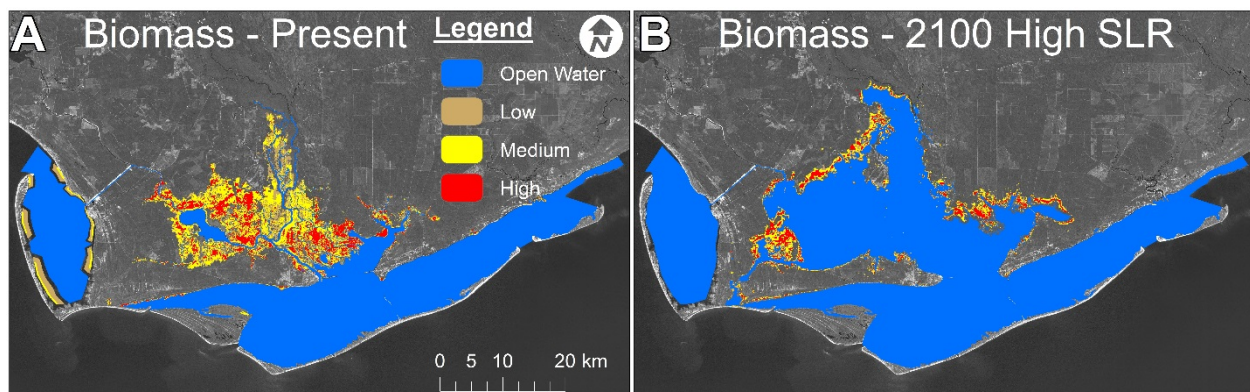 A Biomass - Present
Legend
N
Open Water
Low
Medium
High
0 5 10 20 km
B Biomass - 2100 High SLR